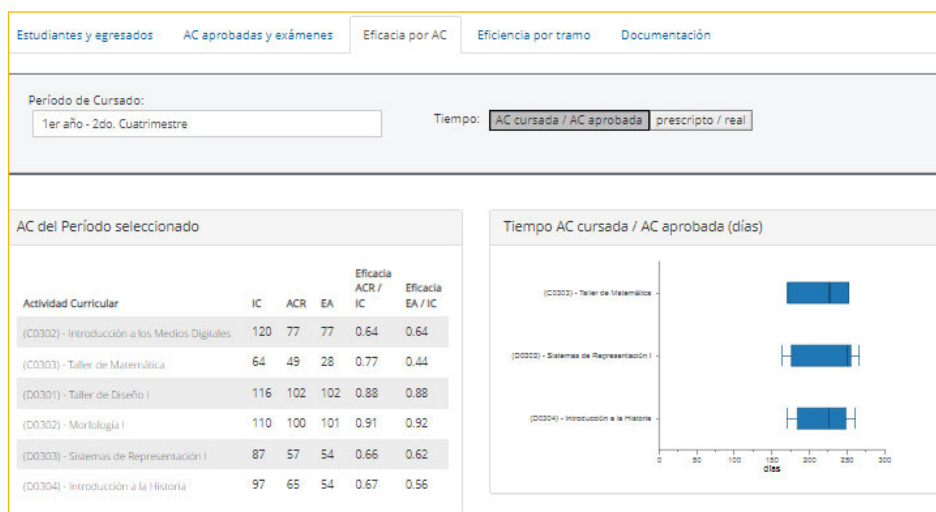 Estudiantes y egresados AC aprobadas y exámenes Eficacia por AC Eficiencia por tramo Documentación
Período de Cursado:
1er año - 2do. Cuatrimestre
Tiempo: AC cursada / AC aprobada prescripto / real
AC del Período seleccionado
Actividad Curricular IC ACR EA Eficacia ACR / IC Eficacia EA / IC
(C0302) - Introducción a los Medios Digitales 120 77 77 0.64 0.64
(C0303) - Taller de Matemática 64 49 28 0.77 0.44
(D0301) - Taller de Diseño I 116 102 102 0.88 0.88
(D0302) - Morfología I 110 100 101 0.91 0.92
(D0303) - Sistemas de Representación I 87 57 54 0.66 0.62
(D0304) - Introducción a la Historia 97 65 54 0.67 0.56
Tiempo AC cursada / AC aprobada (días)
(C0303) - Taller de Matemática
(D0303) - Sistemas de Representación I
(D0304) - Introducción a la Historia
0 50 100 150 200 250 300
días